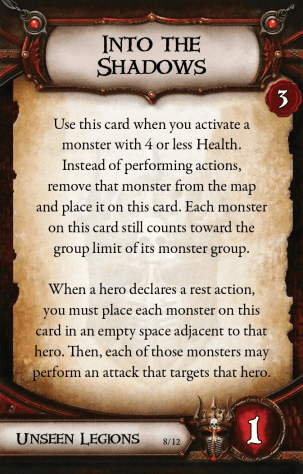 Into the
Shadows
3
Use this card when you activate a
monster with 4 or less Health.
Instead of performing actions,
remove that monster from the map
and place it on this card. Each monster
on this card still counts toward the
group limit of its monster group.
When a hero declares a rest action,
you must place each monster on this
card in an empty space adjacent to that
hero. Then, each of those monsters may
perform an attack that targets that hero.
Unseen Legions 8/12 1